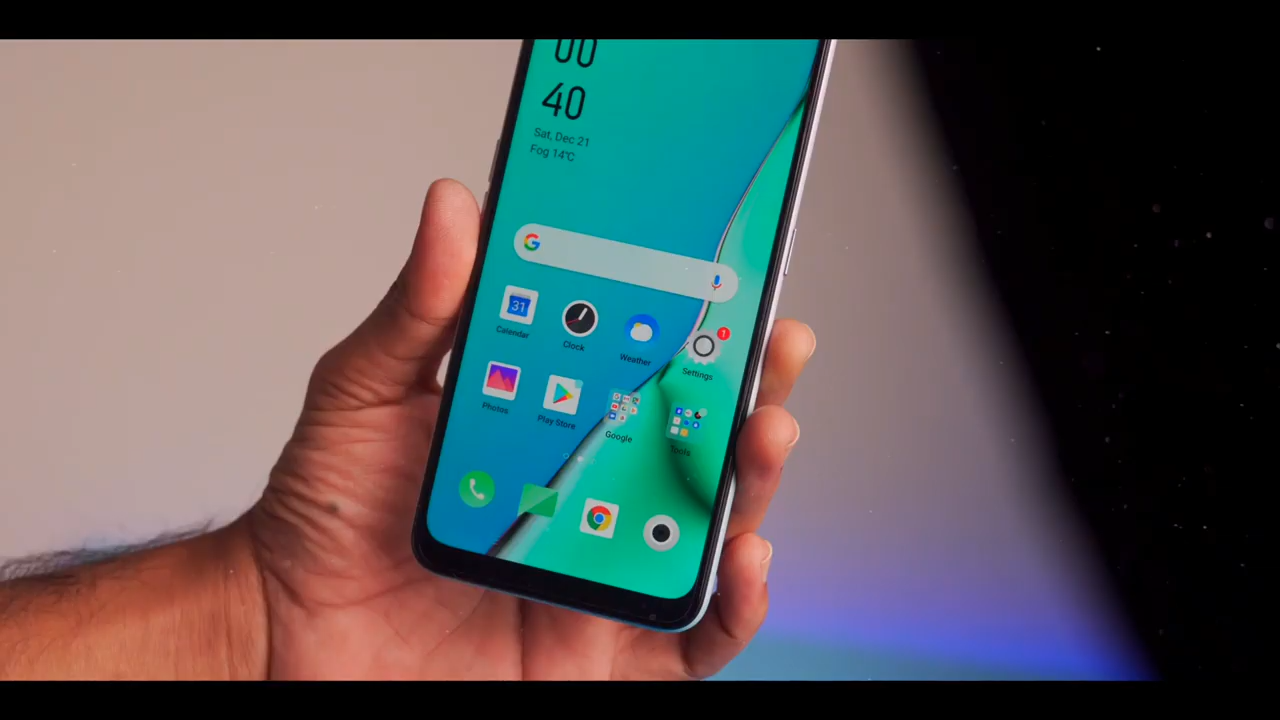 00
40
Sat, Dec 21
Fog 14℃
G
31
Calendar
Clock
Weather
1
Settings
Photos
Play Store
Google
Tools